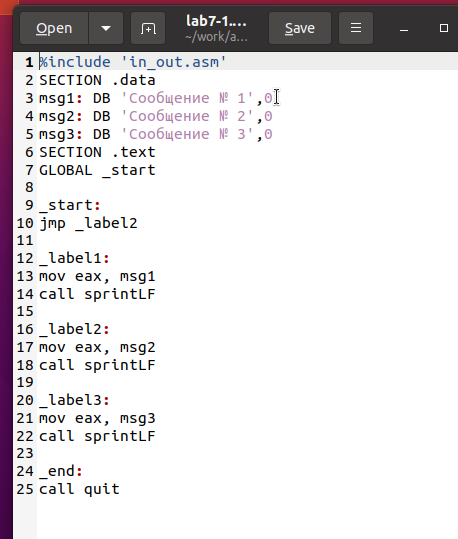 Open
lab7-1....
~/work/a...
Save
1 %include 'in_out.asm'
2 SECTION .data
3 msg1: DB 'Сообщение № 1',0
4 msg2: DB 'Сообщение № 2',0
5 msg3: DB 'Сообщение № 3',0
6 SECTION .text
7 GLOBAL _start
8
9 _start:
10 jmp _label2
11
12 _label1:
13 mov eax, msg1
14 call sprintLF
15
16 _label2:
17 mov eax, msg2
18 call sprintLF
19
20 _label3:
21 mov eax, msg3
22 call sprintLF
23
24 _end:
25 call quit